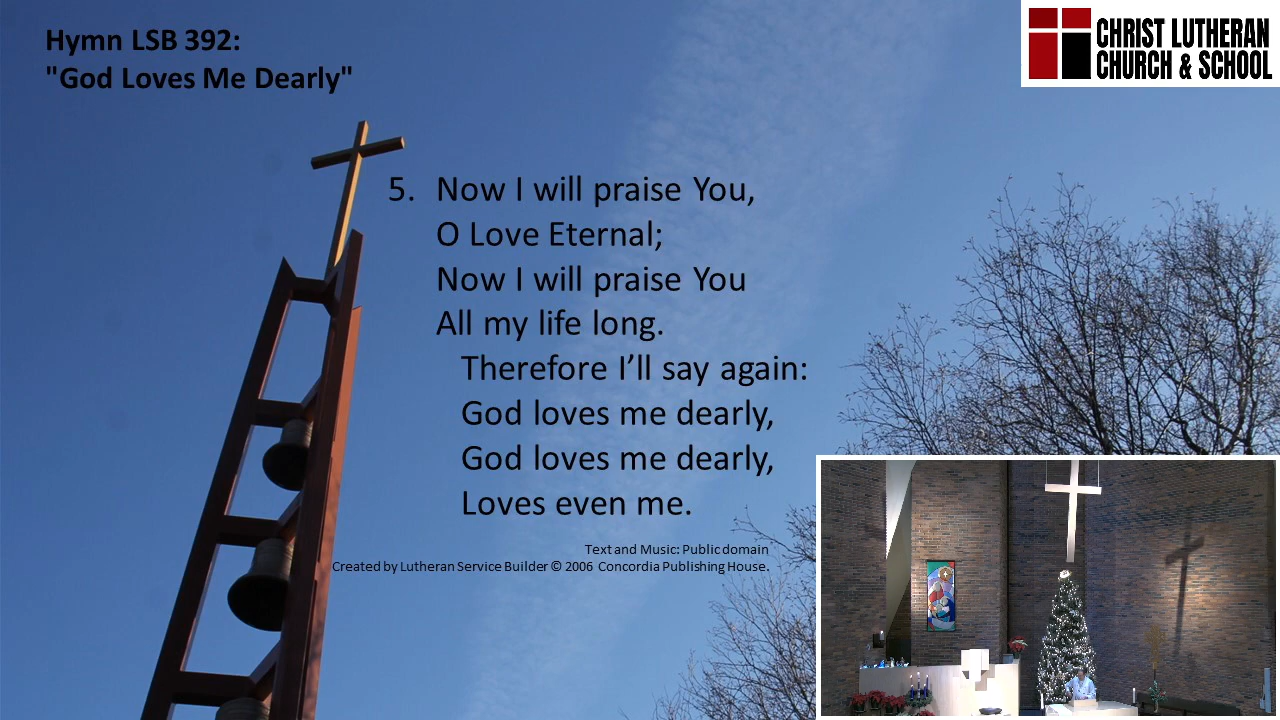 Hymn LSB 392:
"God Loves Me Dearly"
CHRIST LUTHERAN
CHURCH & SCHOOL
5. Now I will praise You,
O Love Eternal;
Now I will praise You
All my life long.
Therefore I’ll say again:
God loves me dearly,
God loves me dearly,
Loves even me.
Text and Music: Public domain
Created by Lutheran Service Builder © 2006 Concordia Publishing House.